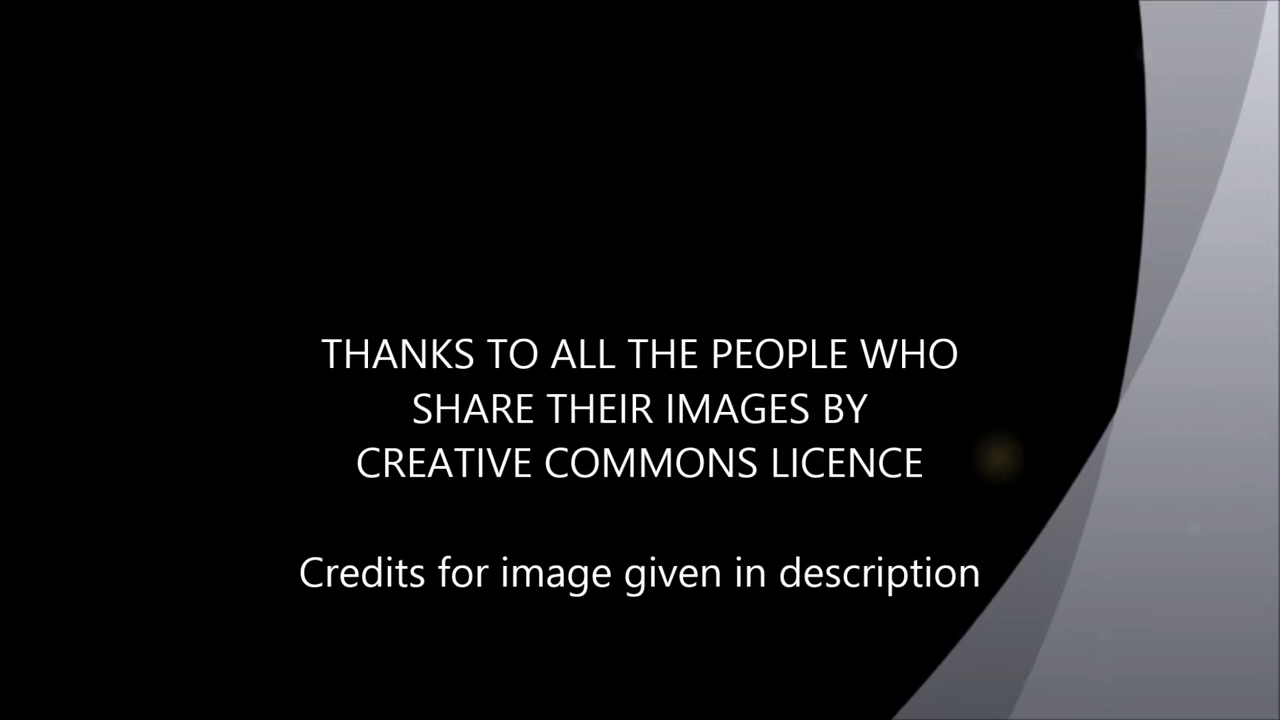 THANKS TO ALL THE PEOPLE WHO
SHARE THEIR IMAGES BY
CREATIVE COMMONS LICENCE
Credits for image given in description